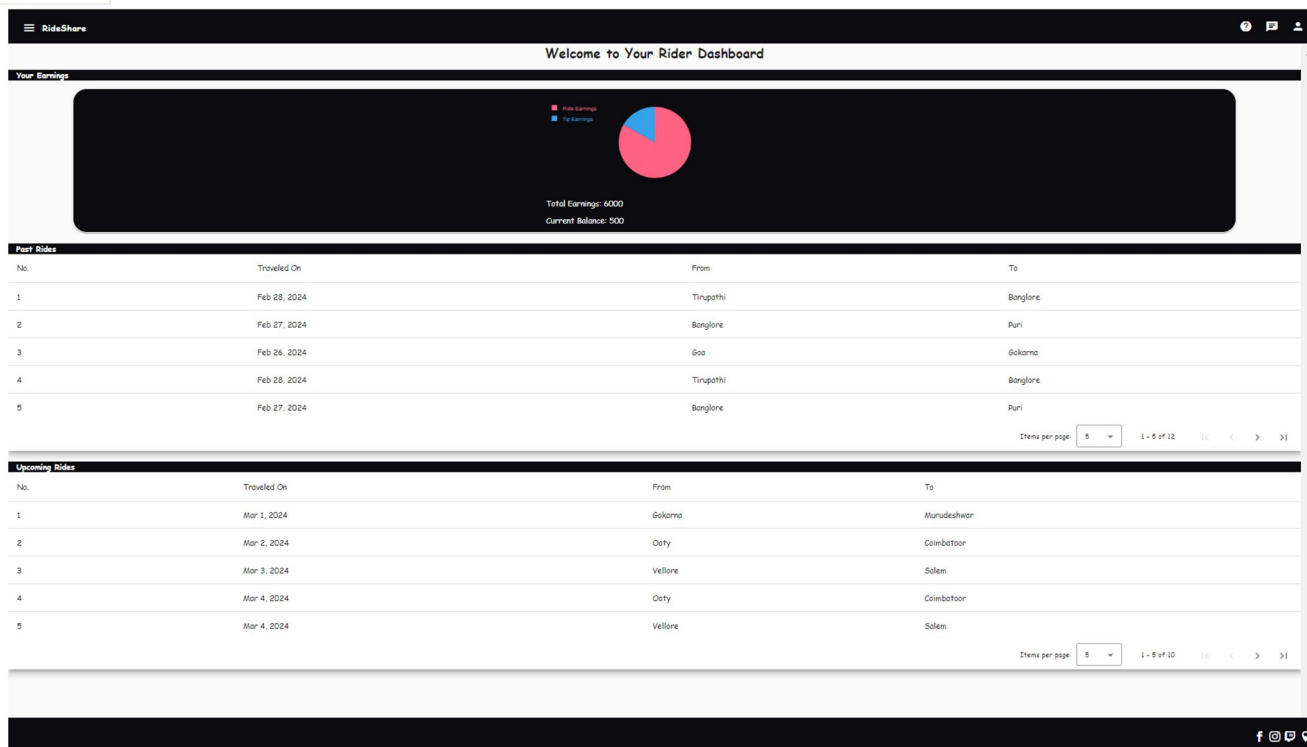 RideShare
Welcome to Your Rider Dashboard
Your Earnings
Ride Earnings
Tip Earnings
Total Earnings: 6000
Current Balance: 500
Past Rides
No. Traveled On From To
1 Feb 28, 2024 Tirupathi Banglore
2 Feb 27, 2024 Banglore Puri
3 Feb 26, 2024 Goa Gokarna
4 Feb 28, 2024 Tirupathi Banglore
5 Feb 27, 2024 Banglore Puri
Items per page: 5 1 - 5 of 12
Upcoming Rides
No. Traveled On From To
1 Mar 1, 2024 Gokarna Murudeshwar
2 Mar 2, 2024 Ooty Coimbatoor
3 Mar 3, 2024 Vellore Salem
4 Mar 4, 2024 Ooty Coimbatoor
5 Mar 4, 2024 Vellore Salem
Items per page: 5 1 - 5 of 10